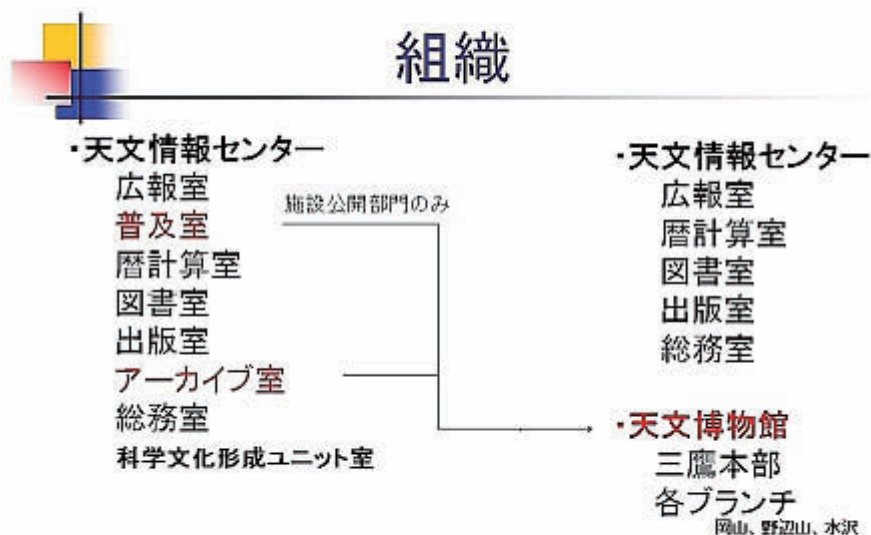 組織
・天文情報センター
広報室
普及室
施設公開部門のみ
暦計算室
図書室
出版室
アーカイブ室
総務室
科学文化形成ユニット室
・天文情報センター
広報室
暦計算室
図書室
出版室
総務室
・天文博物館
三鷹本部
各ブランチ
岡山、野辺山、水沢